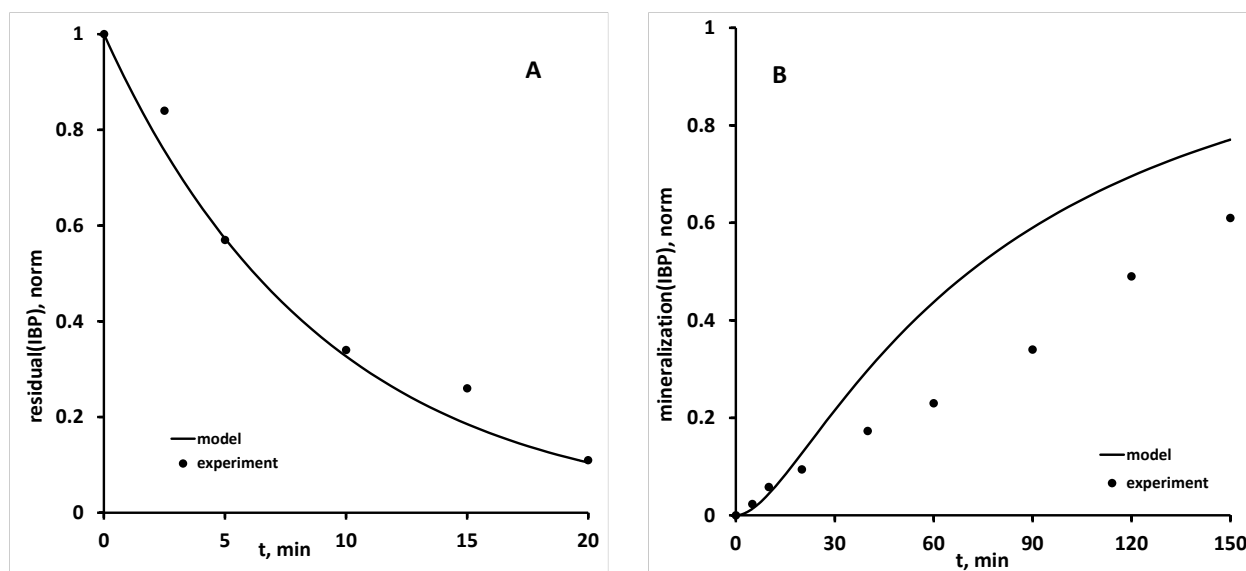 A
residual(IBP), norm
1
0.8
0.6
0.4
0.2
0
0
5
10
15
20
t, min
model
experiment
B
mineralization(IBP), norm
1
0.8
0.6
0.4
0.2
0
0
30
60
90
120
150
t, min
model
experiment